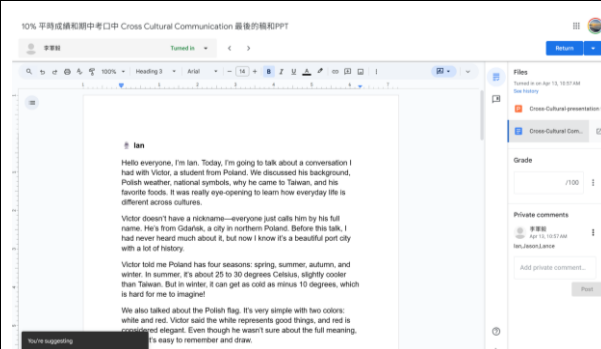 10% 平時成績和期中考口中 Cross Cultural Communication 最後的稿和PPT
Turned in
Return
100%
Heading 3
Arial
14
B I U A
Files
Turned in on Apr 13, 10:57 AM
See history
Cross-Cultural-presentation
Cross-Cultural Com...
Grade
/100
Private comments
Apr 13, 10:57 AM
Ian,Jason,Lance
Add private comment...
Post
Ian
Hello everyone, I'm Ian. Today, I'm going to talk about a conversation I
had with Victor, a student from Poland. We discussed his background,
Polish weather, national symbols, why he came to Taiwan, and his
favorite foods. It was really eye-opening to learn how everyday life is
different across cultures.
Victor doesn't have a nickname—everyone just calls him by his full
name. He's from Gdańsk, a city in northern Poland. Before this talk, I
had never heard much about it, but now I know it's a beautiful port city
with a lot of history.
Victor told me Poland has four seasons: spring, summer, autumn, and
winter. In summer, it's about 25 to 30 degrees Celsius, slightly cooler
than Taiwan. But in winter, it can get as cold as minus 10 degrees, which
is hard for me to imagine!
We also talked about the Polish flag. It's very simple with two colors:
white and red. Victor said the white represents good things, and red is
considered elegant. Even though he wasn't sure about the full meaning,
it's easy to remember and draw.
You're suggesting